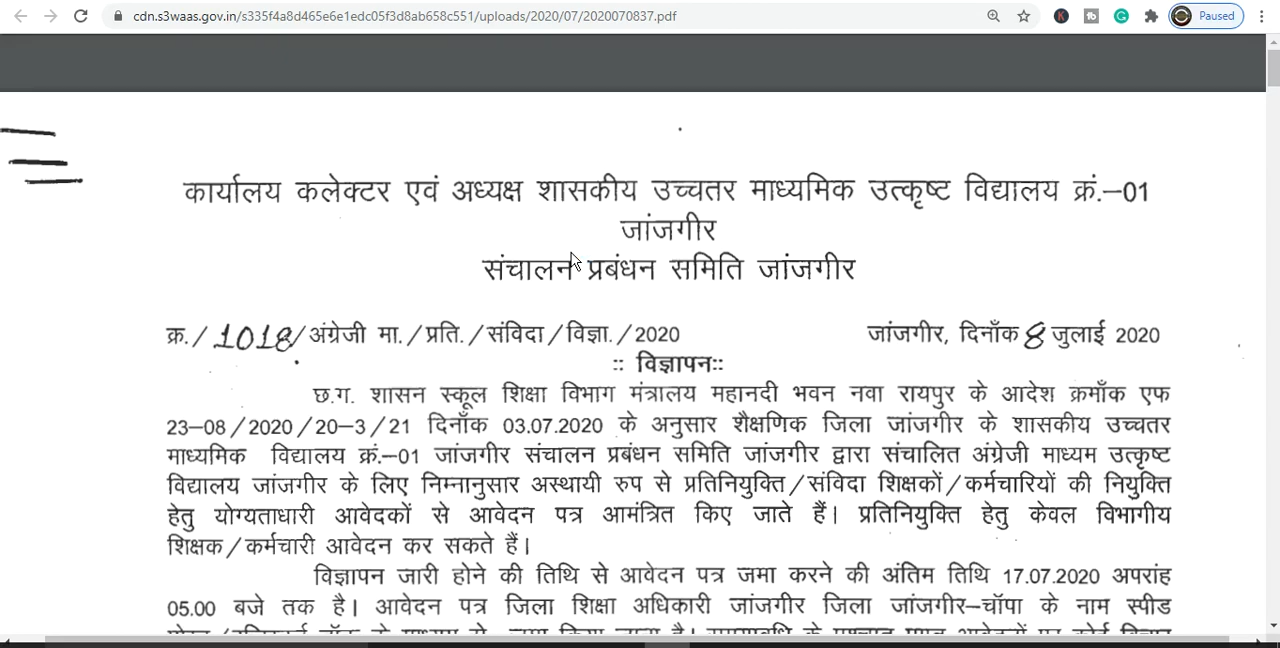 cdn.s3waas.gov.in/s335f4a8d465e6e1edc05f3d8ab658c551/uploads/2020/07/2020070837.pdf
Paused
कार्यालय कलेक्टर एवं अध्यक्ष शासकीय उच्चतर माध्यमिक उत्कृष्ट विद्यालय क्रं.–01
जांजगीर
संचालन प्रबंधन समिति जांजगीर
क्र./1018/अंग्रेजी मा./प्रति./संविदा/विज्ञा./2020 जांजगीर, दिनाँक 8 जुलाई 2020
:: विज्ञापन::
छ.ग. शासन स्कूल शिक्षा विभाग मंत्रालय महानदी भवन नवा रायपुर के आदेश क्रमाँक एफ
23–08/2020/20–3/21 दिनाँक 03.07.2020 के अनुसार शैक्षणिक जिला जांजगीर के शासकीय उच्चतर
माध्यमिक विद्यालय क्रं.–01 जांजगीर संचालन प्रबंधन समिति जांजगीर द्वारा संचालित अंग्रेजी माध्यम उत्कृष्ट
विद्यालय जांजगीर के लिए निम्नानुसार अस्थायी रुप से प्रतिनियुक्ति/संविदा शिक्षकों/कर्मचारियों की नियुक्ति
हेतु योग्यताधारी आवेदकों से आवेदन पत्र आमंत्रित किए जाते हैं। प्रतिनियुक्ति हेतु केवल विभागीय
शिक्षक/कर्मचारी आवेदन कर सकते हैं।
विज्ञापन जारी होने की तिथि से आवेदन पत्र जमा करने की अंतिम तिथि 17.07.2020 अपरांह
05.00 बजे तक है। आवेदन पत्र जिला शिक्षा अधिकारी जांजगीर जिला जांजगीर–चॉपा के नाम स्पीड